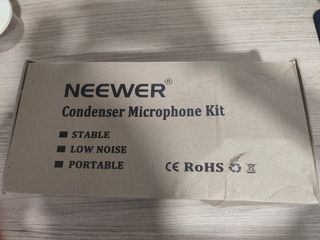 NEEWER®
Condenser Microphone Kit
STABLE
LOW NOISE
PORTABLE
CE RoHS